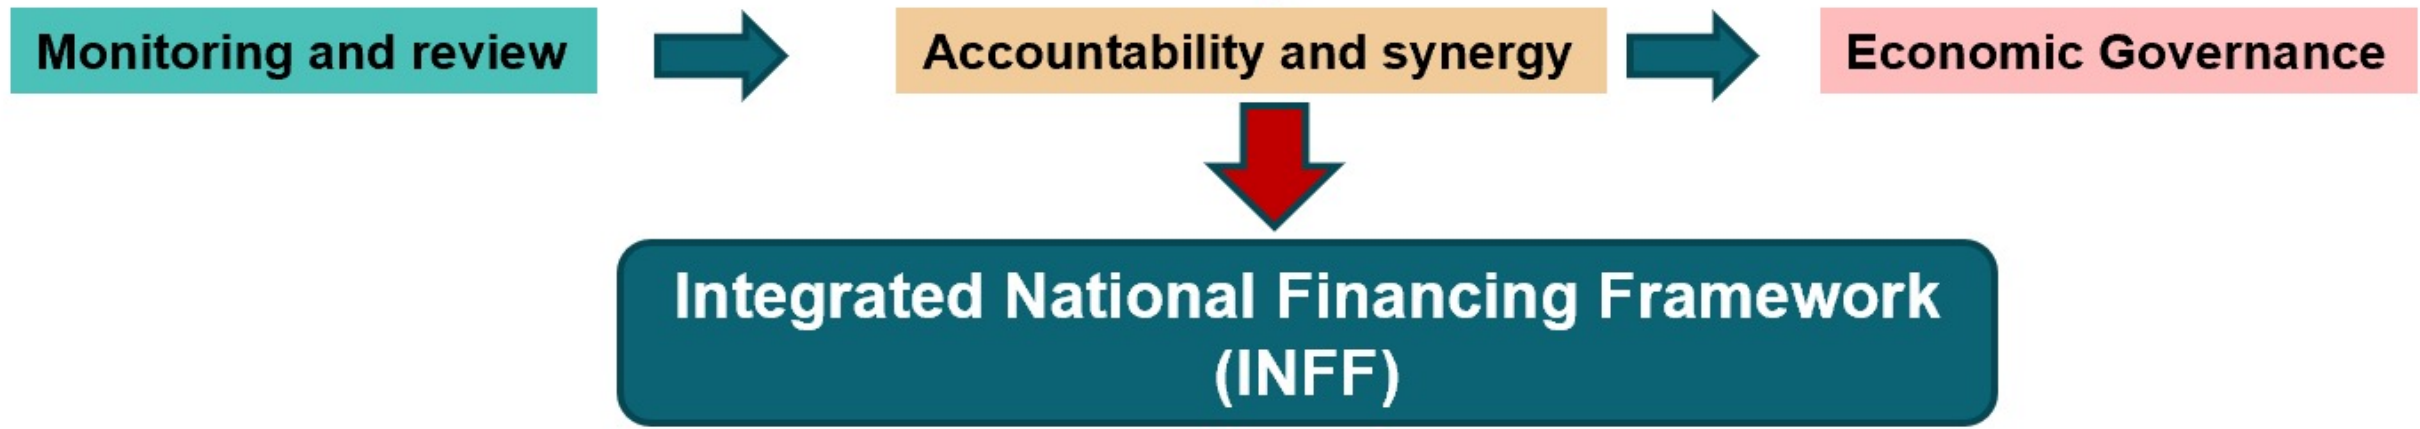 Monitoring and review
Accountability and synergy
Economic Governance
Integrated National Financing Framework
(INFF)